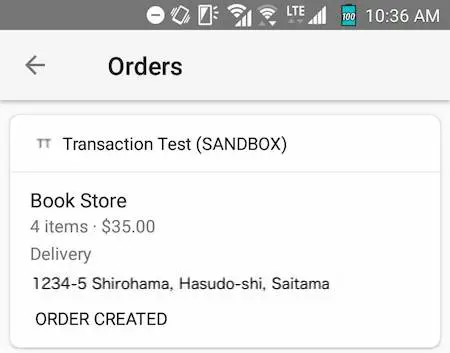 LTE 100 10:36 AM
Orders
TT Transaction Test (SANDBOX)
Book Store
4 items · $35.00
Delivery
1234-5 Shirohama, Hasudo-shi, Saitama
ORDER CREATED